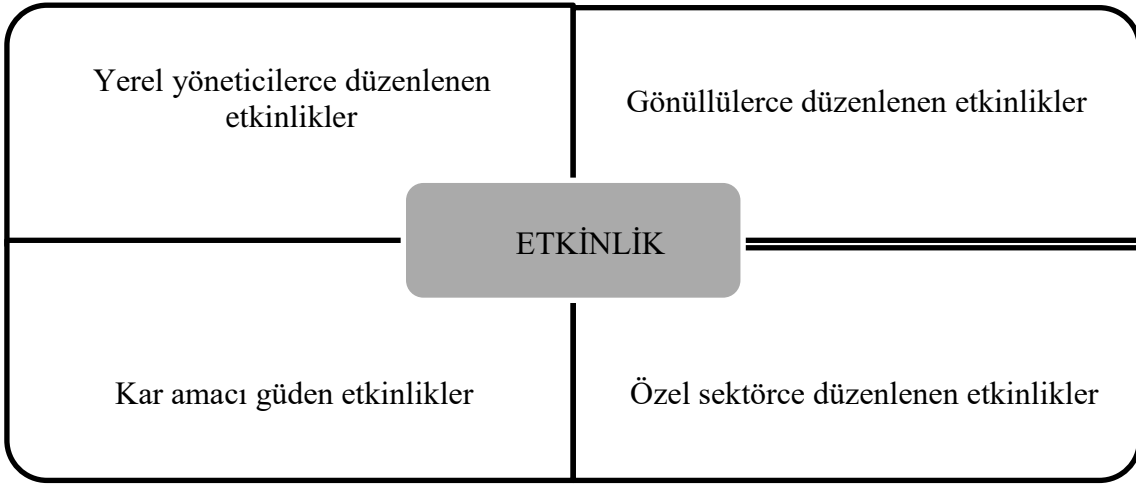 Yerel yöneticilerce düzenlenen
etkinlikler
Gönüllülerce düzenlenen etkinlikler
ETKİNLİK
Kar amacı güden etkinlikler
Özel sektörce düzenlenen etkinlikler